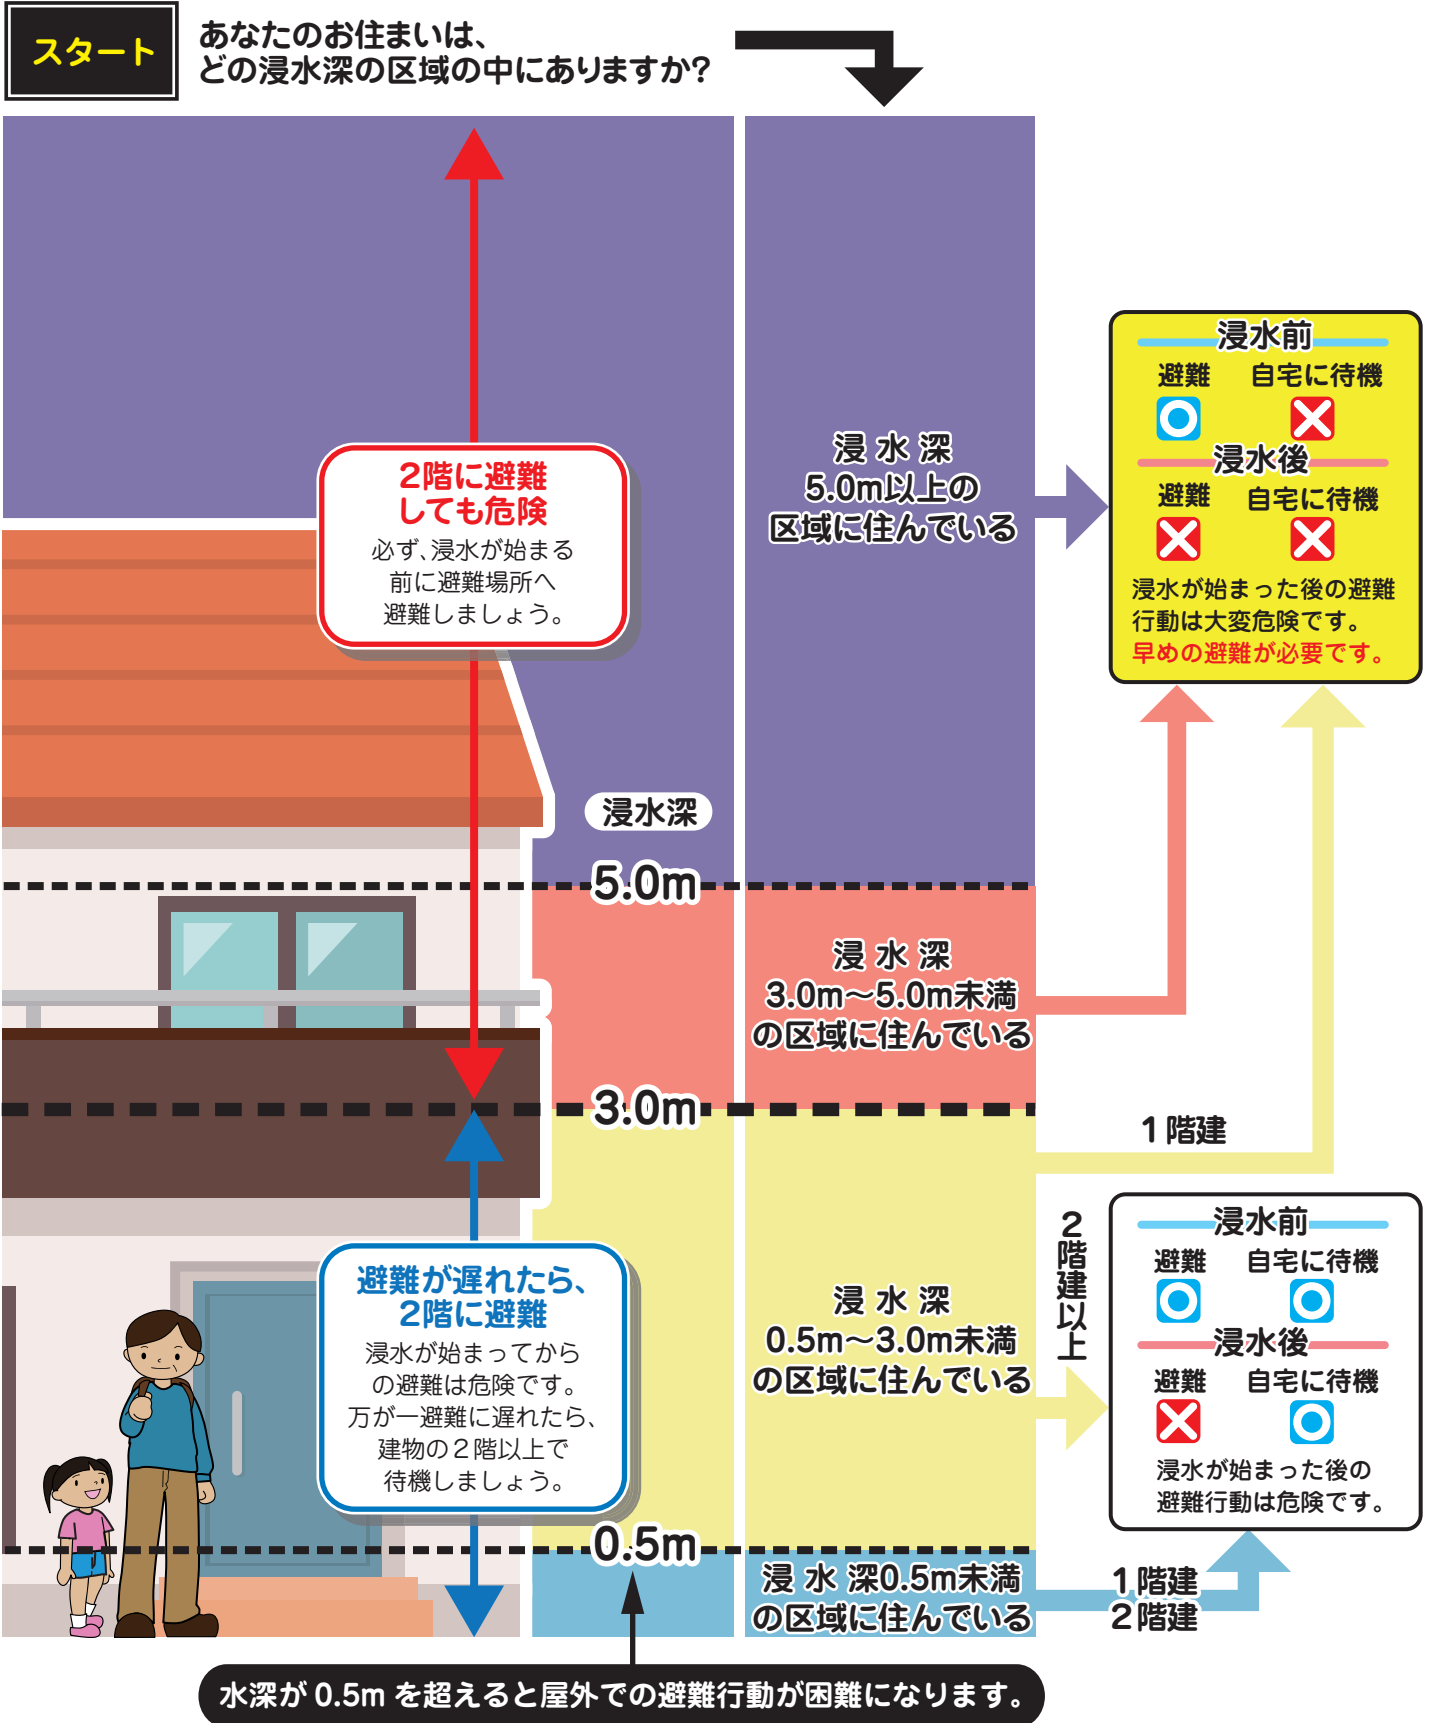 スタート
あなたのお住まいは、
どの浸水深の区域の中にありますか?
2階に避難
しても危険
必ず、浸水が始まる
前に避難場所へ
避難しましょう。
浸水深
5.0m
3.0m
避難が遅れたら、
2階に避難
浸水が始まってから
の避難は危険です。
万が一避難に遅れたら、
建物の2階以上で
待機しましょう。
0.5m
水深が 0.5m を超えると屋外での避難行動が困難になります。
浸 水 深
5.0m以上の
区域に住んでいる
浸 水 深
3.0m〜5.0m未満
の区域に住んでいる
浸 水 深
0.5m〜3.0m未満
の区域に住んでいる
浸 水 深0.5m未満
の区域に住んでいる
浸水前
避難 自宅に待機
浸水後
避難 自宅に待機
浸水が始まった後の避難
行動は大変危険です。
早めの避難が必要です。
1階建
2階建以上
浸水前
避難 自宅に待機
浸水後
避難 自宅に待機
浸水が始まった後の
避難行動は危険です。
1階建
2階建